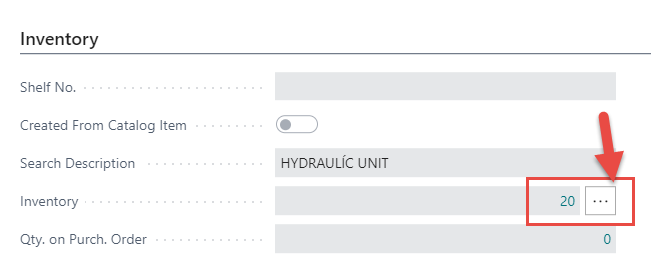 Inventory
Shelf No.
Created From Catalog Item
Search Description HYDRAULÍC UNIT
Inventory 20 ...
Qty. on Purch. Order 0